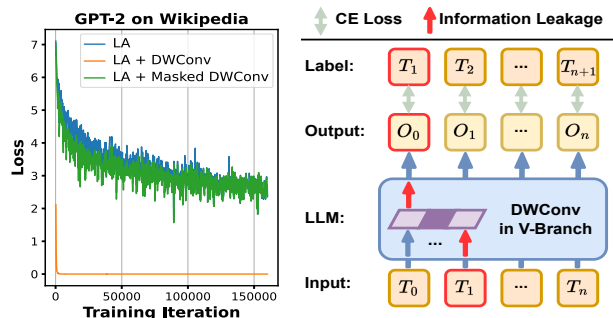 GPT-2 on Wikipedia
LA
LA + DWConv
LA + Masked DWConv
Loss
7
6
5
4
3
2
1
0
0 50000 100000 150000
Training Iteration
CE Loss Information Leakage
Label: T1 T2 ... Tn+1
Output: O0 O1 ... On
LLM: DWConv
in V-Branch
...
Input: T0 T1 ... Tn